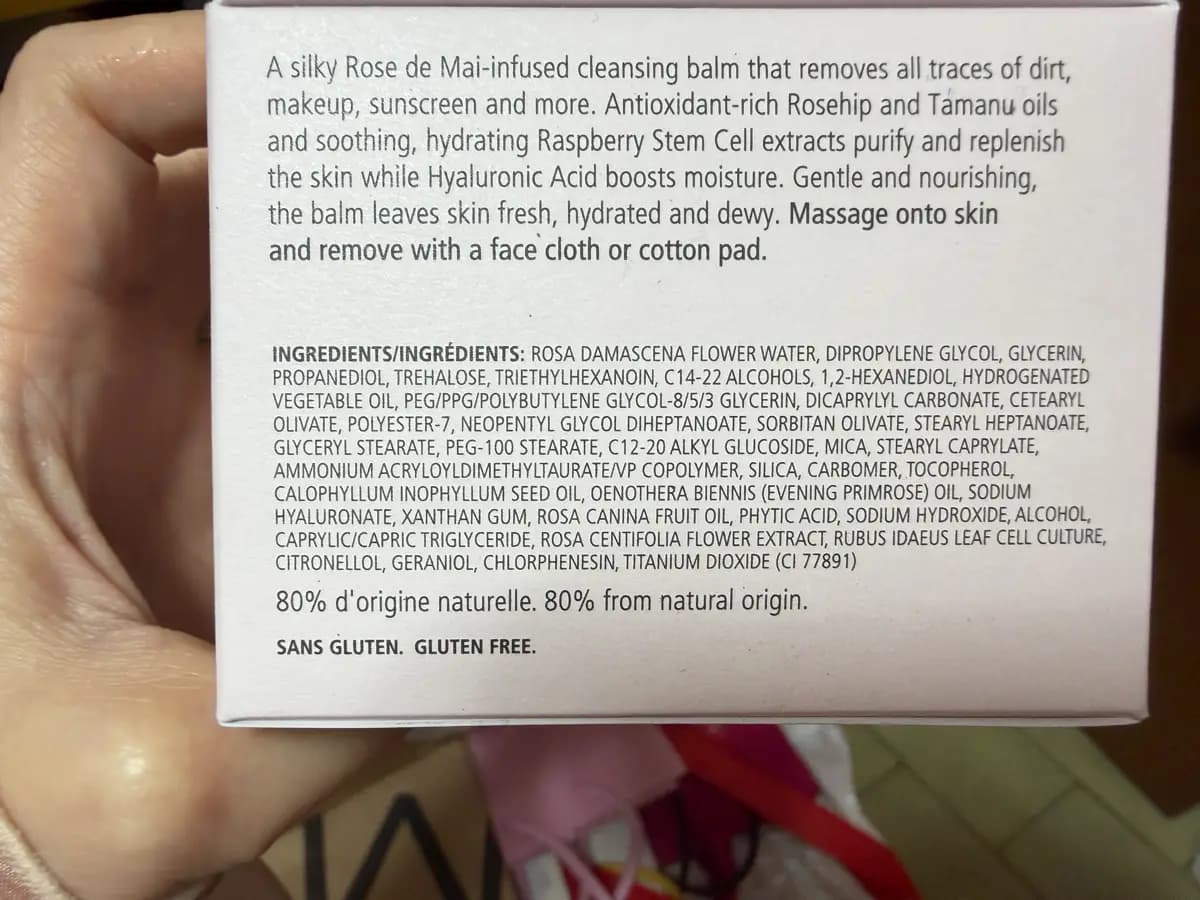 A silky Rose de Mai-infused cleansing balm that removes all traces of dirt,
makeup, sunscreen and more. Antioxidant-rich Rosehip and Tamanu oils
and soothing, hydrating Raspberry Stem Cell extracts purify and replenish
the skin while Hyaluronic Acid boosts moisture. Gentle and nourishing,
the balm leaves skin fresh, hydrated and dewy. Massage onto skin
and remove with a face cloth or cotton pad.
INGREDIENTS/INGRÉDIENTS: ROSA DAMASCENA FLOWER WATER, DIPROPYLENE GLYCOL, GLYCERIN,
PROPANEDIOL, TREHALOSE, TRIETHYLHEXANOIN, C14-22 ALCOHOLS, 1,2-HEXANEDIOL, HYDROGENATED
VEGETABLE OIL, PEG/PPG/POLYBUTYLENE GLYCOL-8/5/3 GLYCERIN, DICAPRYLYL CARBONATE, CETEARYL
OLIVATE, POLYESTER-7, NEOPENTYL GLYCOL DIHEPTANOATE, SORBITAN OLIVATE, STEARYL HEPTANOATE,
GLYCERYL STEARATE, PEG-100 STEARATE, C12-20 ALKYL GLUCOSIDE, MICA, STEARYL CAPRYLATE,
AMMONIUM ACRYLOYLDIMETHYLTAURATE/VP COPOLYMER, SILICA, CARBOMER, TOCOPHEROL,
CALOPHYLLUM INOPHYLLUM SEED OIL, OENOTHERA BIENNIS (EVENING PRIMROSE) OIL, SODIUM
HYALURONATE, XANTHAN GUM, ROSA CANINA FRUIT OIL, PHYTIC ACID, SODIUM HYDROXIDE, ALCOHOL,
CAPRYLIC/CAPRIC TRIGLYCERIDE, ROSA CENTIFOLIA FLOWER EXTRACT, RUBUS IDAEUS LEAF CELL CULTURE,
CITRONELLOL, GERANIOL, CHLORPHENESIN, TITANIUM DIOXIDE (CI 77891)
80% d'origine naturelle. 80% from natural origin.
SANS GLUTEN. GLUTEN FREE.